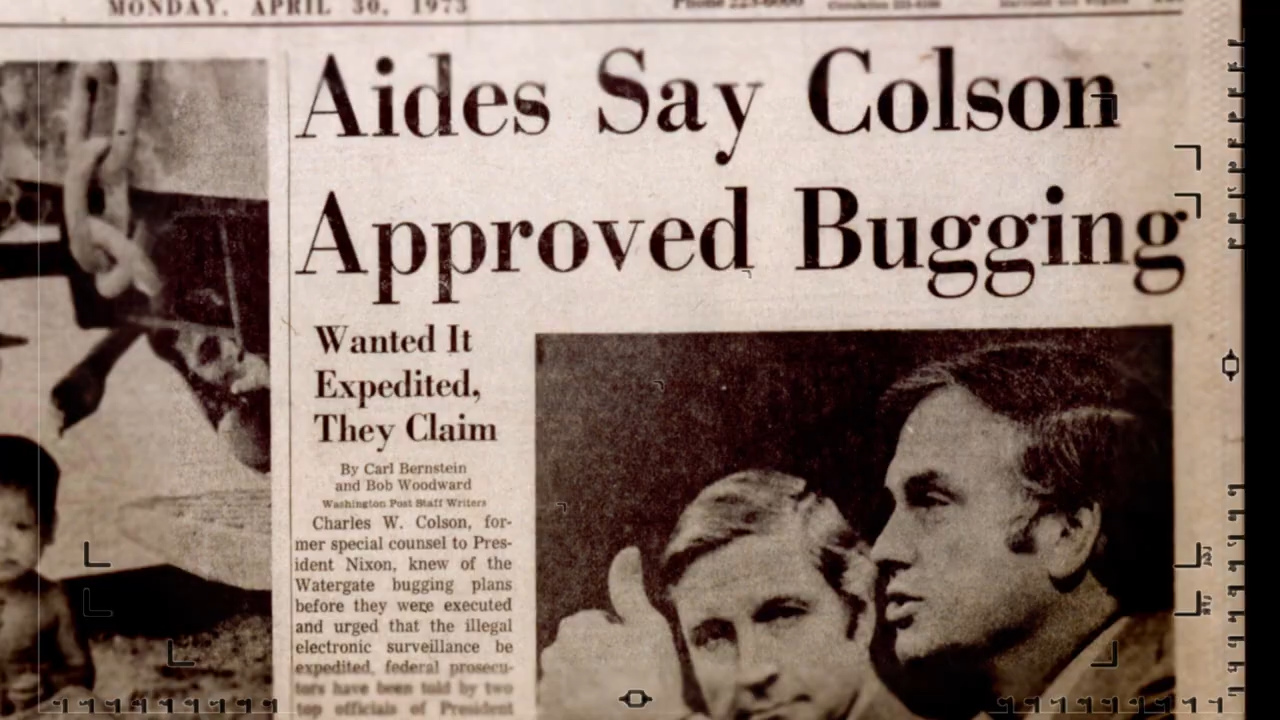 MONDAY, APRIL 30, 1973
Phone 223-6000
Aides Say Colson
Approved Bugging
Wanted It
Expedited,
They Claim
By Carl Bernstein
and Bob Woodward
Washington Post Staff Writers
Charles W. Colson, for-
mer special counsel to Pres-
ident Nixon, knew of the
Watergate bugging plans
before they were executed
and urged that the illegal
electronic surveillance be
expedited, federal prosecu-
tors have been told by two
top officials of President